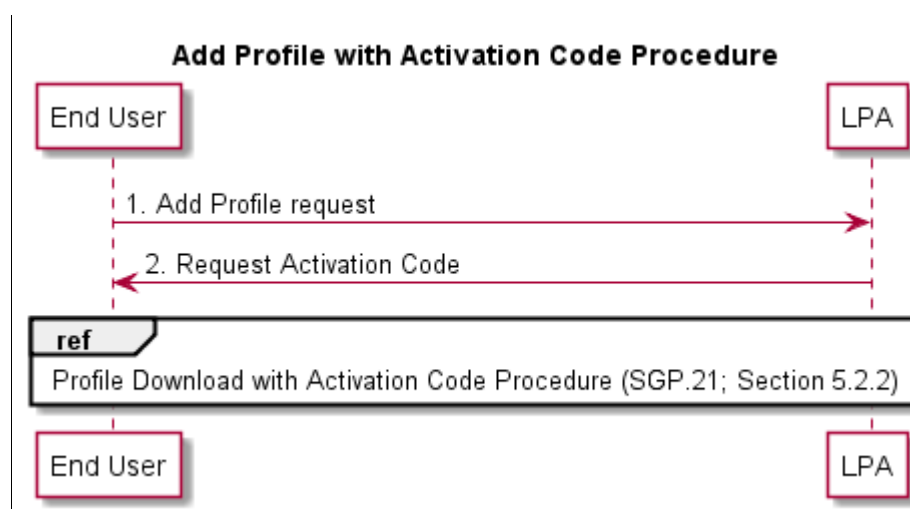 Add Profile with Activation Code Procedure
End User
LPA
1. Add Profile request
2. Request Activation Code
ref
Profile Download with Activation Code Procedure (SGP.21; Section 5.2.2)
End User
LPA